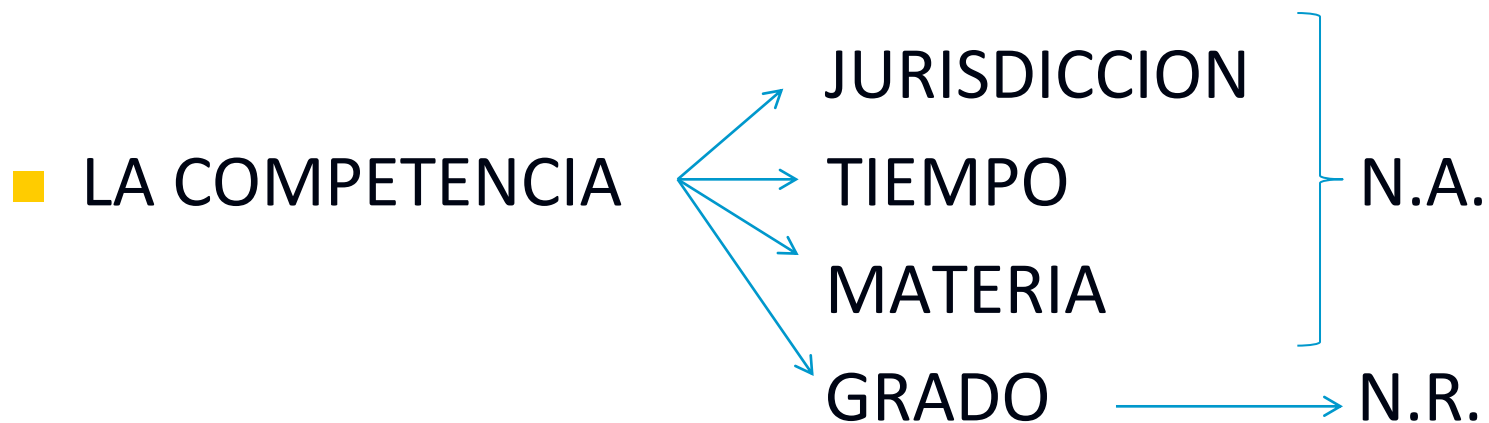 JURISDICCION
LA COMPETENCIA TIEMPO N.A.
MATERIA
GRADO N.R.